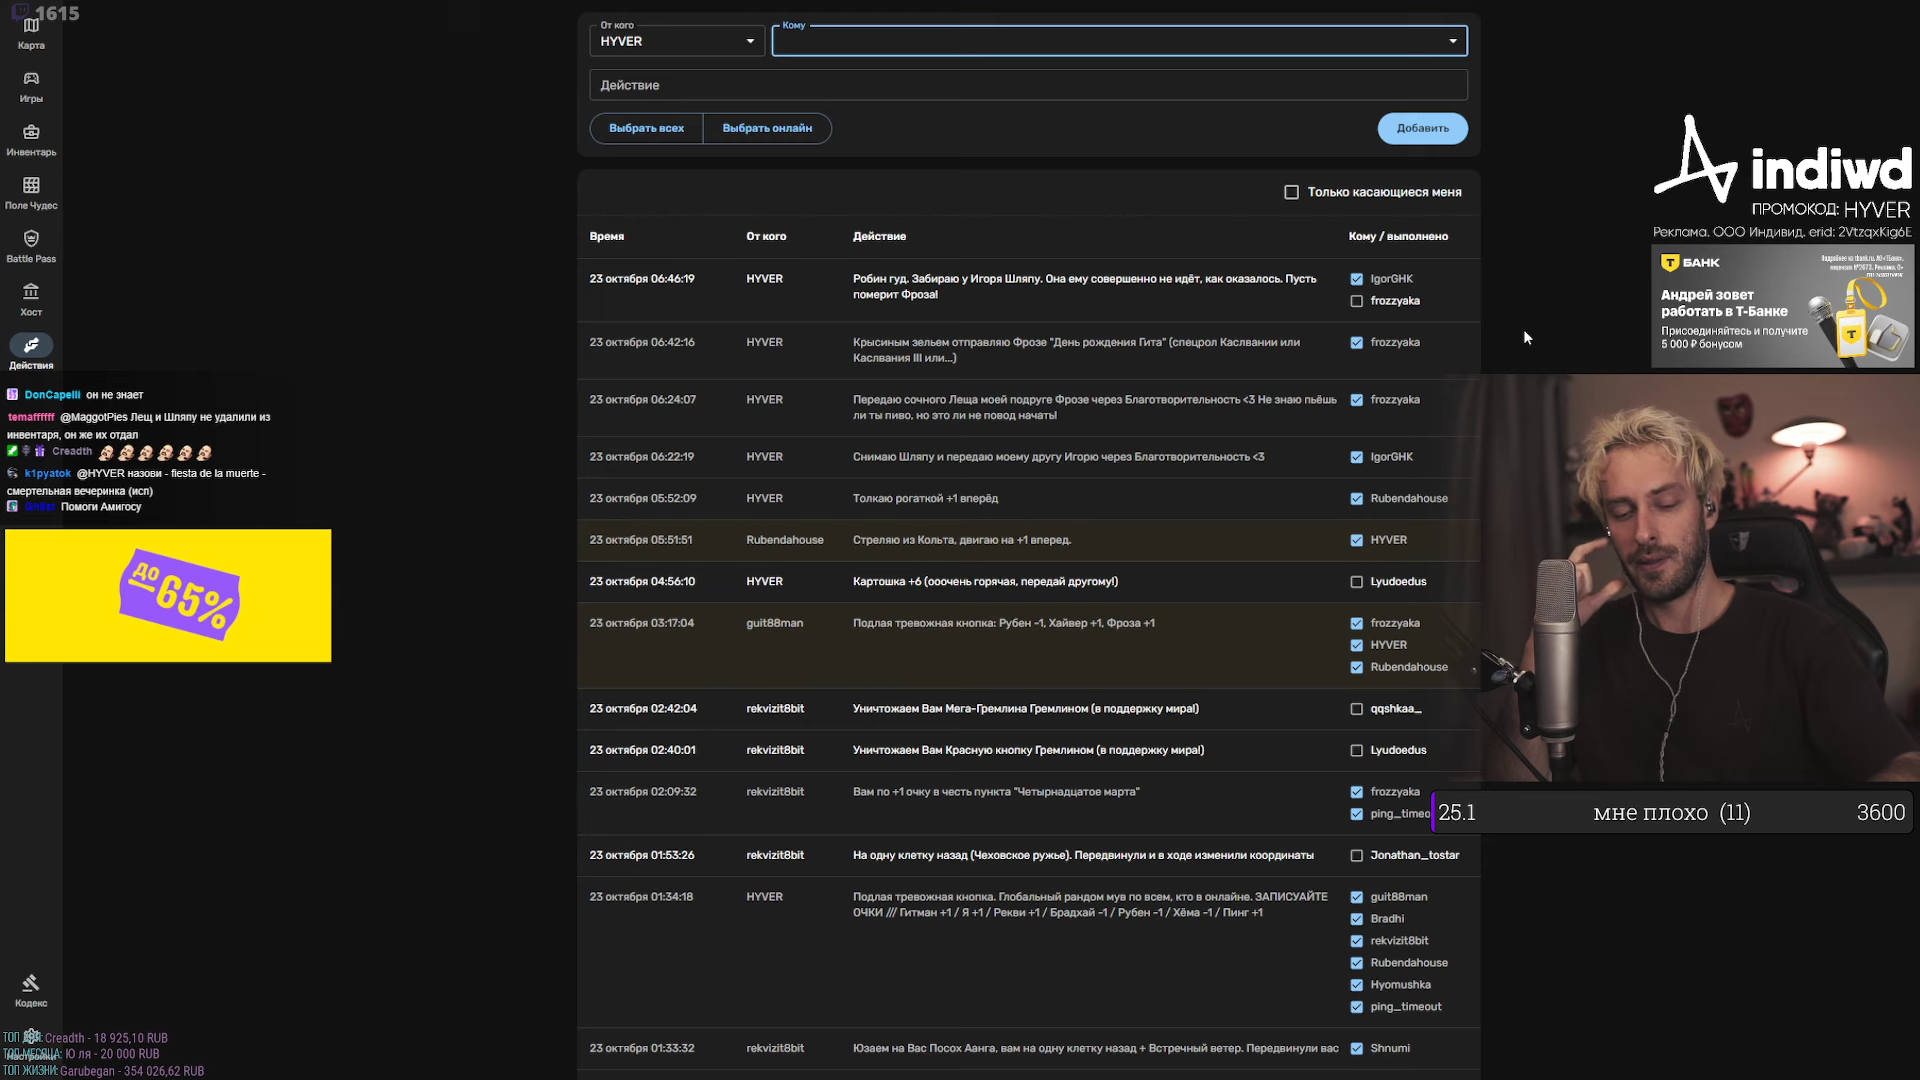 1615
Карта
Игры
Инвентарь
Поле Чудес
Battle Pass
Хост
Действия
DonCapelli он не знает
temaffffff @MaggotPies Лещ и Шляпу не удалили из
инвентаря, он же их отдал
Creadth
k1pyatok @HYVER назови - fiesta de la muerte -
смертельная вечеринка (исп)
Помоги Амигосу
ДО
-65%
Кодекс
ТОП ДНЯ: Creadth - 18 925,10 RUB
ТОП МЕСЯЦА: Ю ля - 20 000 RUB
ТОП ЖИЗНИ: Garubegan - 354 026,62 RUB
От кого
HYVER
Кому
Действие
Выбрать всех
Выбрать онлайн
Добавить
Только касающиеся меня
Время От кого Действие Кому / выполнено
23 октября 06:46:19 HYVER Робин гуд. Забираю у Игоря Шляпу. Она ему совершенно не идёт, как оказалось. Пусть IgorGHK
померит Фроза! frozzyaka
23 октября 06:42:16 HYVER Крысиным зельем отправляю Фрозе "День рождения Гита" (спецрол Каслвании или frozzyaka
Каслвания III или...)
23 октября 06:24:07 HYVER Передаю сочного Леща моей подруге Фрозе через Благотворительность <3 Не знаю пьёшь frozzyaka
ли ты пиво, но это ли не повод начать!
23 октября 06:22:19 HYVER Снимаю Шляпу и передаю моему другу Игорю через Благотворительность <3 IgorGHK
23 октября 05:52:09 HYVER Толкаю рогаткой +1 вперёд Rubendahouse
23 октября 05:51:51 Rubendahouse Стреляю из Кольта, двигаю на +1 вперед. HYVER
23 октября 04:56:10 HYVER Картошка +6 (ооочень горячая, передай другому!) Lyudoedus
23 октября 03:17:04 guit88man Подлая тревожная кнопка: Рубен -1, Хайвер +1, Фроза +1 frozzyaka
HYVER
Rubendahouse
23 октября 02:42:04 rekvizit8bit Уничтожаем Вам Мега-Гремлина Гремлином (в поддержку мира!) qqshkaa_
23 октября 02:40:01 rekvizit8bit Уничтожаем Вам Красную кнопку Гремлином (в поддержку мира!) Lyudoedus
23 октября 02:09:32 rekvizit8bit Вам по +1 очку в честь пункта "Четырнадцатое марта" frozzyaka
ping_timeo
23 октября 01:53:26 rekvizit8bit На одну клетку назад (Чеховское ружье). Передвинули и в ходе изменили координаты Jonathan_tostar
23 октября 01:34:18 HYVER Подлая тревожная кнопка. Глобальный рандом мув по всем, кто в онлайне. ЗАПИСУАЙТЕ guit88man
ОЧКИ /// Гитман +1 / Я +1 / Рекви +1 / Брадхай -1 / Рубен -1 / Хёма -1 / Пинг +1 Bradhi
rekvizit8bit
Rubendahouse
Hyomushka
ping_timeout
23 октября 01:33:32 rekvizit8bit Юзаем на Вас Посох Аанга, вам на одну клетку назад + Встречный ветер. Передвинули вас Shnumi
indiwd
ПРОМОКОД: HYVER
Реклама. ООО Индивид. erid: 2VtzqxKig6E
Т БАНК
Андрей зовет
работать в Т-Банке
Присоединяйтесь и получите
5 000 ₽ бонусом
25.1 мне плохо (11) 3600